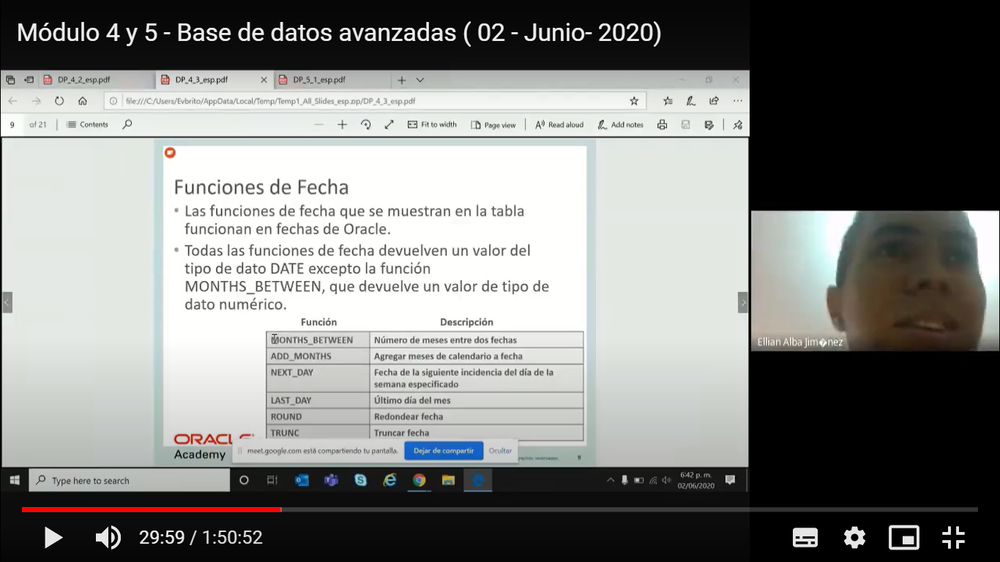 Módulo 4 y 5 - Base de datos avanzadas ( 02 - Junio- 2020)
DP_4_2_esp.pdf
DP_4_3_esp.pdf
DP_5_1_esp.pdf
file:///C:/Users/Evbrito/AppData/Local/Temp/Temp1_All_Slides_esp.zip/DP_4_3_esp.pdf
9 of 21 Contents Fit to width Page view Read aloud Add notes
Funciones de Fecha
• Las funciones de fecha que se muestran en la tabla
funcionan en fechas de Oracle.
• Todas las funciones de fecha devuelven un valor del
tipo de dato DATE excepto la función
MONTHS_BETWEEN, que devuelve un valor de tipo de
dato numérico.
Función Descripción
MONTHS_BETWEEN Número de meses entre dos fechas
ADD_MONTHS Agregar meses de calendario a fecha
NEXT_DAY Fecha de la siguiente incidencia del día de la
semana especificado
LAST_DAY Último día del mes
ROUND Redondear fecha
TRUNC Truncar fecha
Academy
meet.google.com está compartiendo tu pantalla. Dejar de compartir Ocultar
9
Ellian Alba Jim�nez
Type here to search
6:42 p. m.
02/06/2020
29:59 / 1:50:52